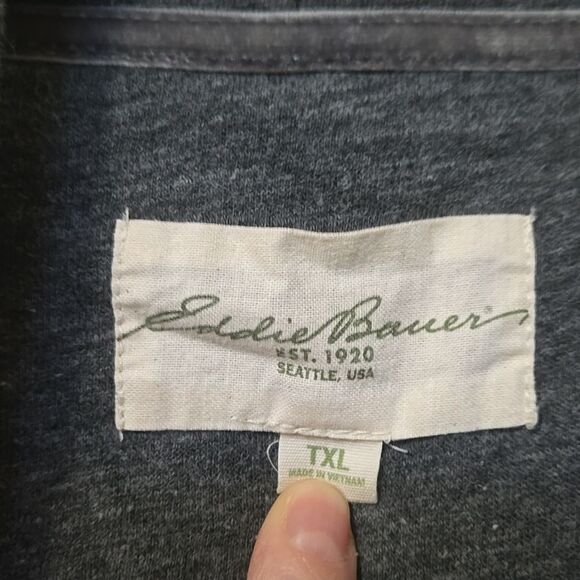 Eddie Bauer
EST. 1920
SEATTLE, USA
TXL
MADE IN VIETNAM